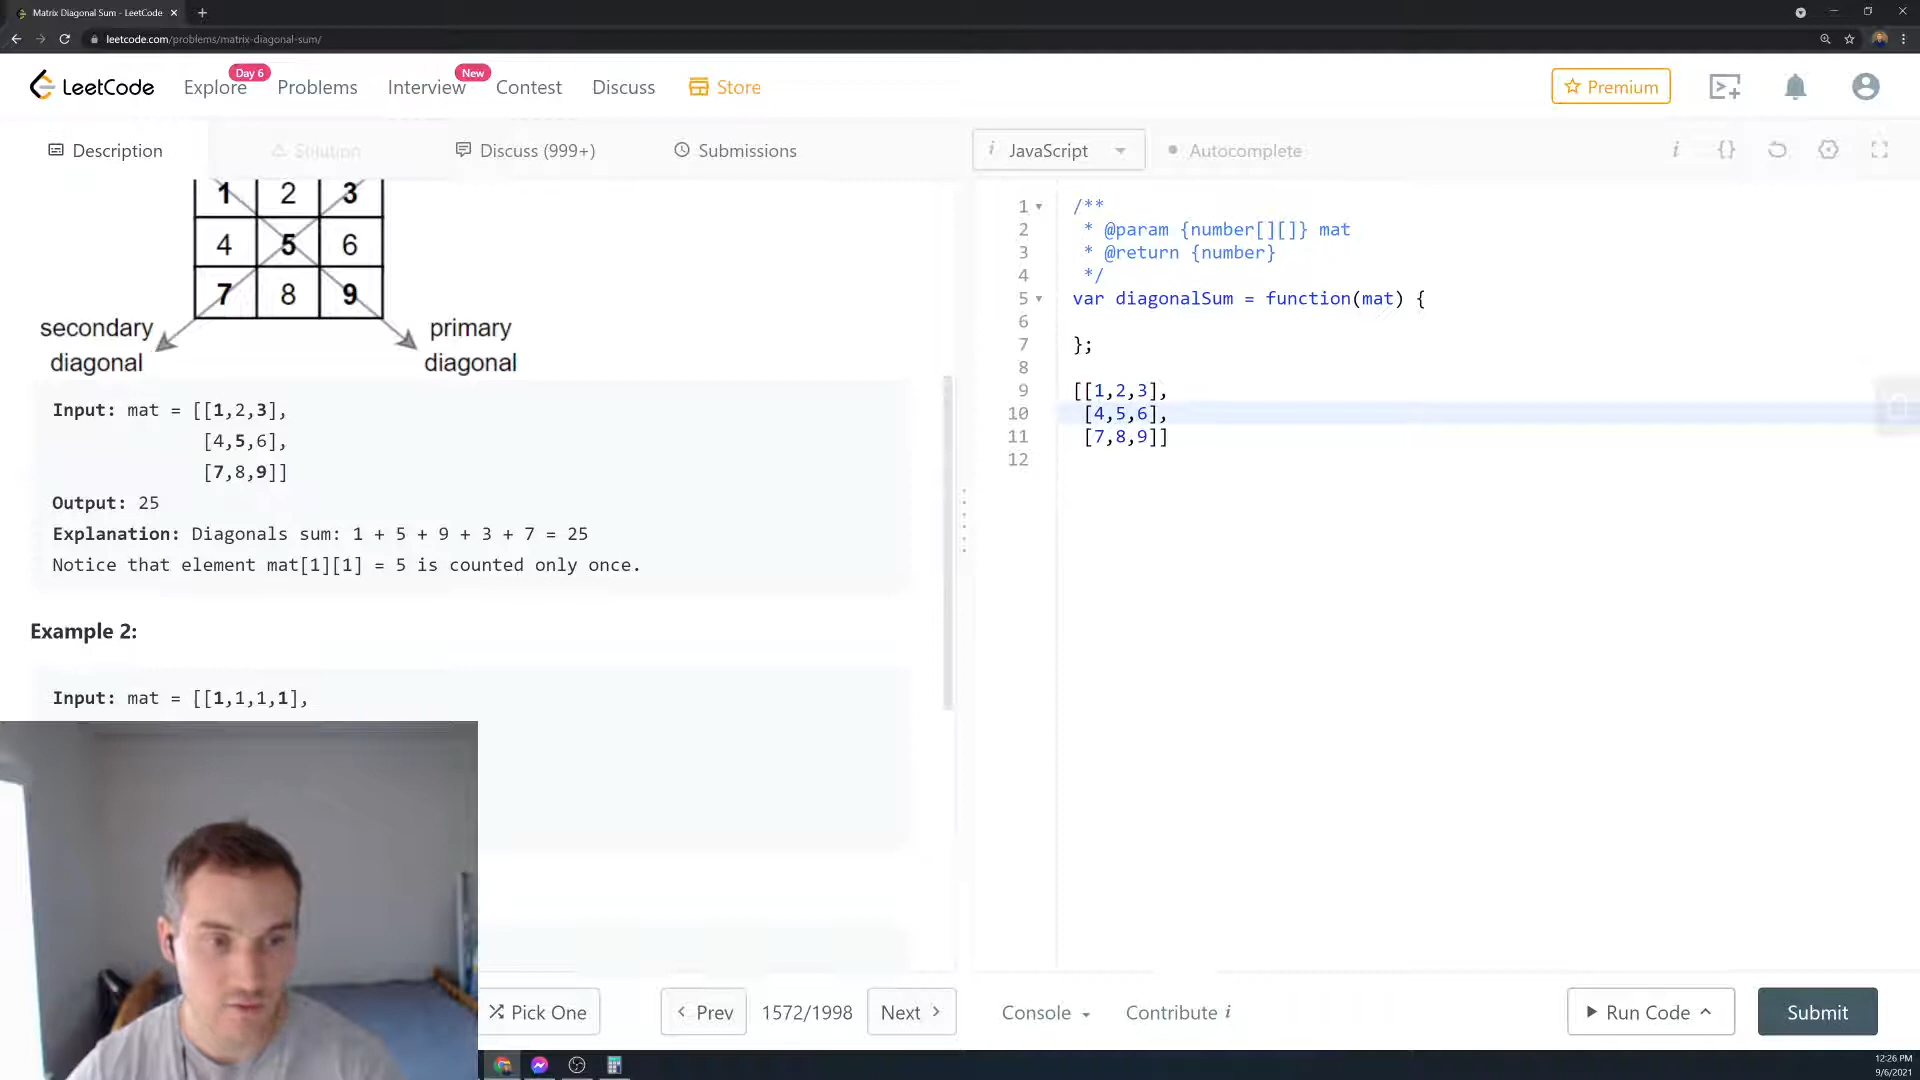 Matrix Diagonal Sum - LeetCode
leetcode.com/problems/matrix-diagonal-sum/
LeetCode
Explore
Day 6
Problems
Interview
New
Contest
Discuss
Store
Premium
Description
Solution
Discuss (999+)
Submissions
i JavaScript
Autocomplete
1 2 3
4 5 6
7 8 9
secondary
diagonal
primary
diagonal
Input: mat = [[1,2,3],
[4,5,6],
[7,8,9]]
Output: 25
Explanation: Diagonals sum: 1 + 5 + 9 + 3 + 7 = 25
Notice that element mat[1][1] = 5 is counted only once.
Example 2:
Input: mat = [[1,1,1,1],
1 /**
2 * @param {number[][]} mat
3 * @return {number}
4 */
5 var diagonalSum = function(mat) {
6
7 };
8
9 [[1,2,3],
10 [4,5,6],
11 [7,8,9]]
12
Pick One
Prev
1572/1998
Next
Console
Contribute i
Run Code
Submit
12:26 PM
9/6/2021